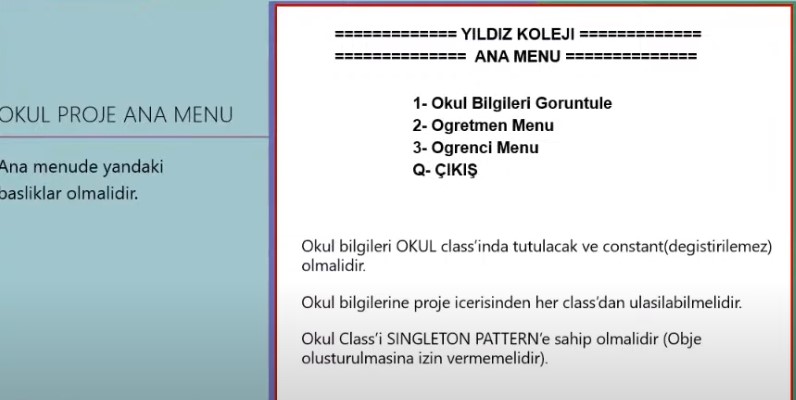 ============= YILDIZ KOLEJI =============
============== ANA MENU ==============
OKUL PROJE ANA MENU
Ana menude yandaki
basliklar olmalidir.
1- Okul Bilgileri Goruntule
2- Ogretmen Menu
3- Ogrenci Menu
Q- ÇIKIŞ
Okul bilgileri OKUL class'inda tutulacak ve constant(degistirilemez)
olmalidir.
Okul bilgilerine proje icerisinden her class'dan ulasilabilmelidir.
Okul Class'i SINGLETON PATTERN'e sahip olmalidir (Obje
olusturulmasina izin vermemelidir).